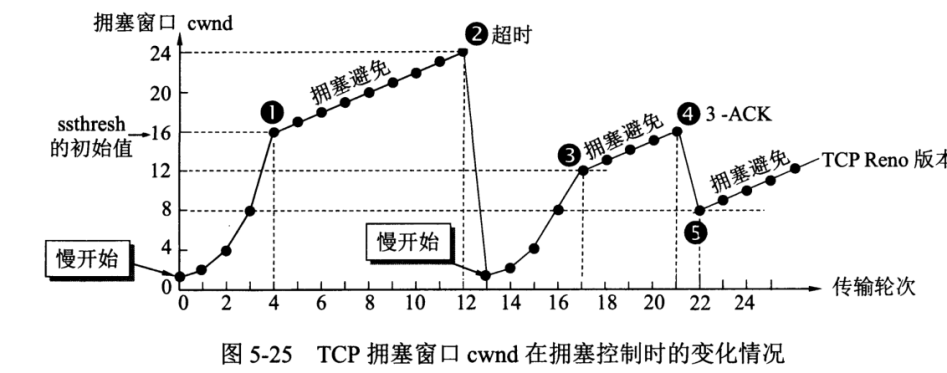 拥塞窗口 cwnd
❷ 超时
24
拥塞避免
20
❶
ssthresh
的初始值
16
❹ 3 -ACK
❸ 拥塞避免
12
拥塞避免
TCP Reno 版本
8
❺
慢开始
4
慢开始
0
0 2 4 6 8 10 12 13 14 16 17 18 20 21 22 24
传输轮次
图 5-25 TCP 拥塞窗口 cwnd 在拥塞控制时的变化情况